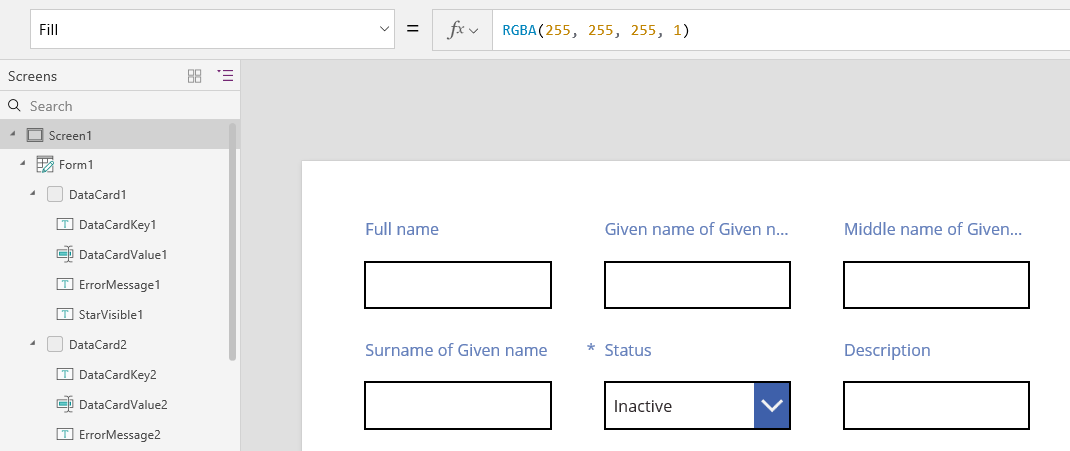 Fill
= fx RGBA(255, 255, 255, 1)
Screens
Search
Screen1
Form1
DataCard1
DataCardKey1
DataCardValue1
ErrorMessage1
StarVisible1
DataCard2
DataCardKey2
DataCardValue2
ErrorMessage2
Full name
Given name of Given n...
Middle name of Given...
Surname of Given name
* Status
Description
Inactive